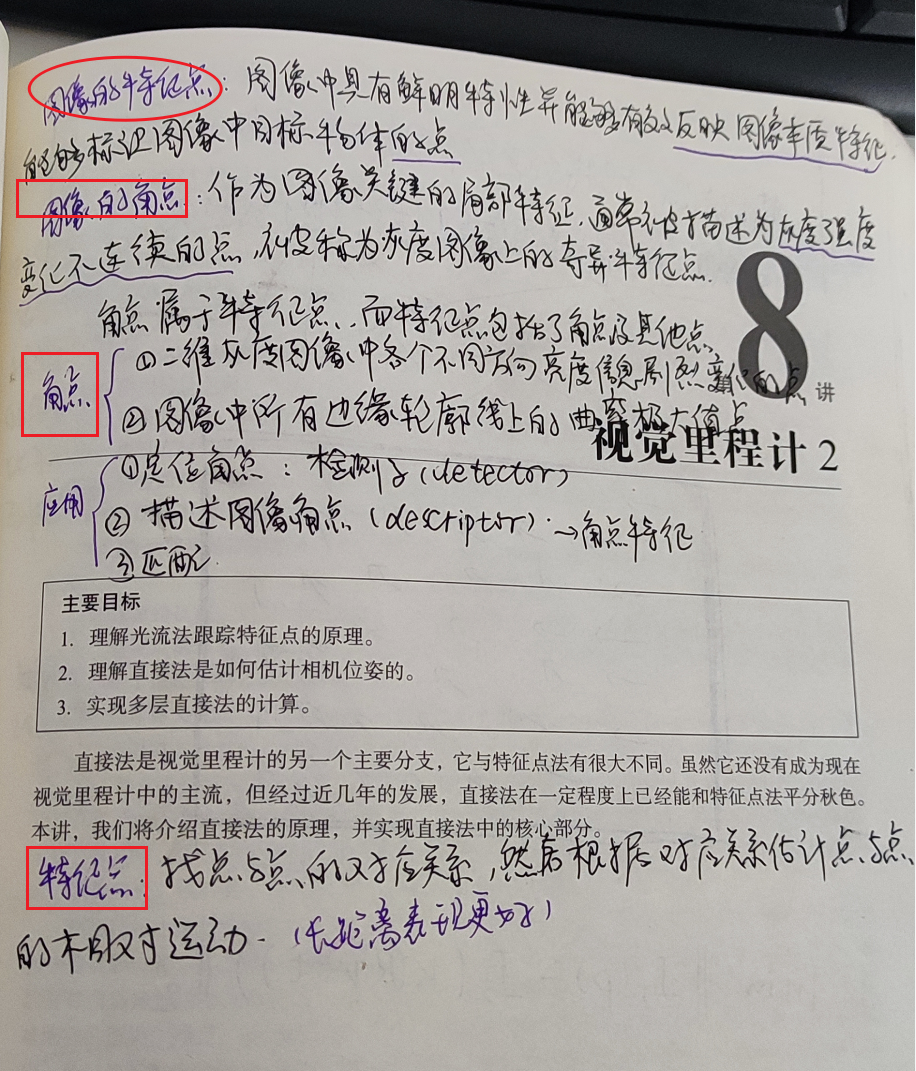 图像的特征点：图像中具有鲜明特性并能够有效反映图像本质特征，
能够标记图像中目标物体的点
图像的角点：作为图像关键的局部特征，通常被描述为灰度强度
变化不连续的点，被称为灰度图像上的奇异特征点．
角点属于特征点，而特征点包括了角点及其他点
8
角点
①二维灰度图像中各个不同方向亮度信息剧烈变化的点
讲
②图像中所有边缘轮廓线上的曲率极大值点
视觉里程计 2
应用
①定位角点：检测子(detector)
②描述图像角点(descriptor)．→角点特征
③匹配．
主要目标
1. 理解光流法跟踪特征点的原理。
2. 理解直接法是如何估计相机位姿的。
3. 实现多层直接法的计算。
直接法是视觉里程计的另一个主要分支，它与特征点法有很大不同。虽然它还没有成为现在
视觉里程计中的主流，但经过近几年的发展，直接法在一定程度上已经能和特征点法平分秋色。
本讲，我们将介绍直接法的原理，并实现直接法中的核心部分。
特征点：找点与点的对应关系，然后根据对应关系估计点与点
的相对运动．(长距离表现更好)